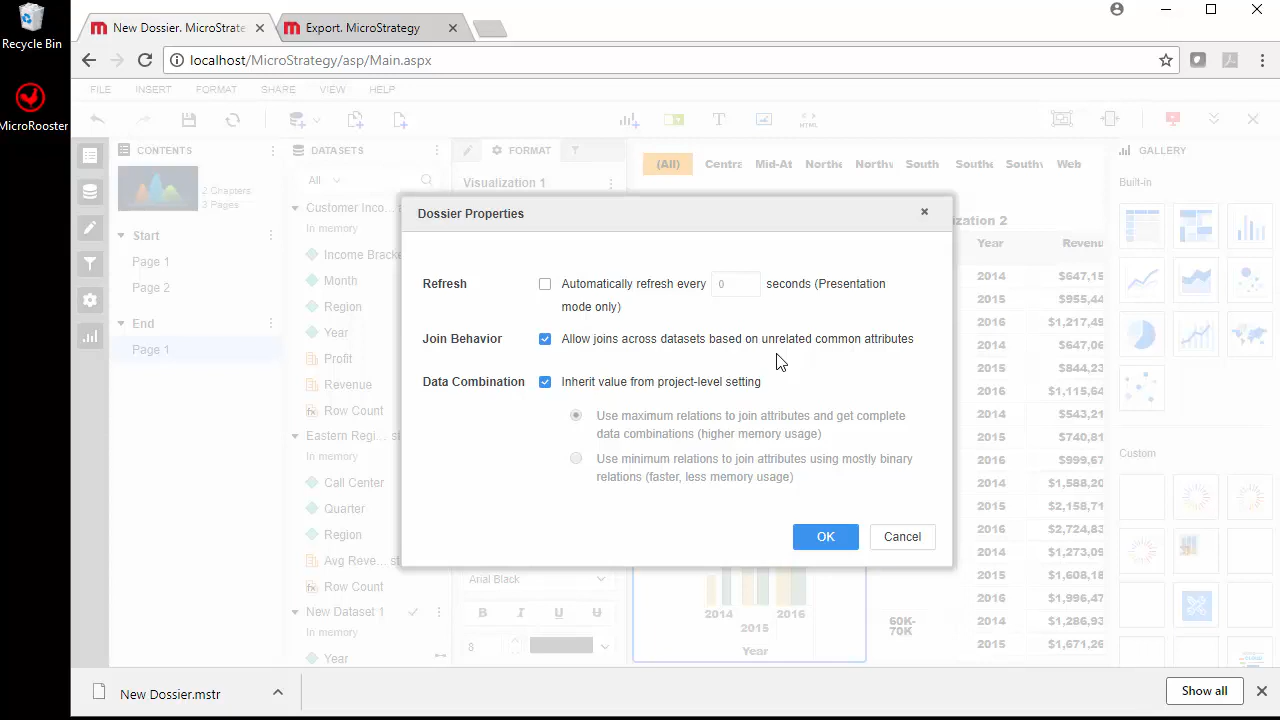 Recycle Bin
MicroRooster
New Dossier. MicroStrate
Export. MicroStrategy
localhost/MicroStrategy/asp/Main.aspx
FILE INSERT FORMAT SHARE VIEW HELP
HTML
CONTENTS
2 Chapters
3 Pages
Start
Page 1
Page 2
End
Page 1
DATASETS
All
Customer Inco...
In memory
Income Bracke
Month
Region
Year
Profit
Revenue
Row Count
Eastern Regi...
In memory
Call Center
Quarter
Region
Avg Reve...
Row Count
New Dataset 1
In memory
Year
FORMAT
Visualization 1
Arial Black
B I U U
8
(All) Centra Mid-At Northe Northv South Southe Southv Web
ization 2
Year Revenu
2014 $647,15
2015 $955,44
2016 $1,217,49
2014 $647,06
2015 $844,23
2016 $1,115,64
2014 $543,21
2015 $740,81
2016 $999,67
2014 $1,588,20
2015 $2,158,71
2016 $2,724,83
2014 $1,273,09
2015 $1,608,18
2016 $1,996,47
60K-
70K
2014 $1,286,93
2015 $1,671,26
2014 2016
2015
Year
GALLERY
Built-in
Custom
Dossier Properties
Refresh
Automatically refresh every 0 seconds (Presentation
mode only)
Join Behavior
Allow joins across datasets based on unrelated common attributes
Data Combination
Inherit value from project-level setting
Use maximum relations to join attributes and get complete
data combinations (higher memory usage)
Use minimum relations to join attributes using mostly binary
relations (faster, less memory usage)
OK Cancel
New Dossier.mstr
Show all